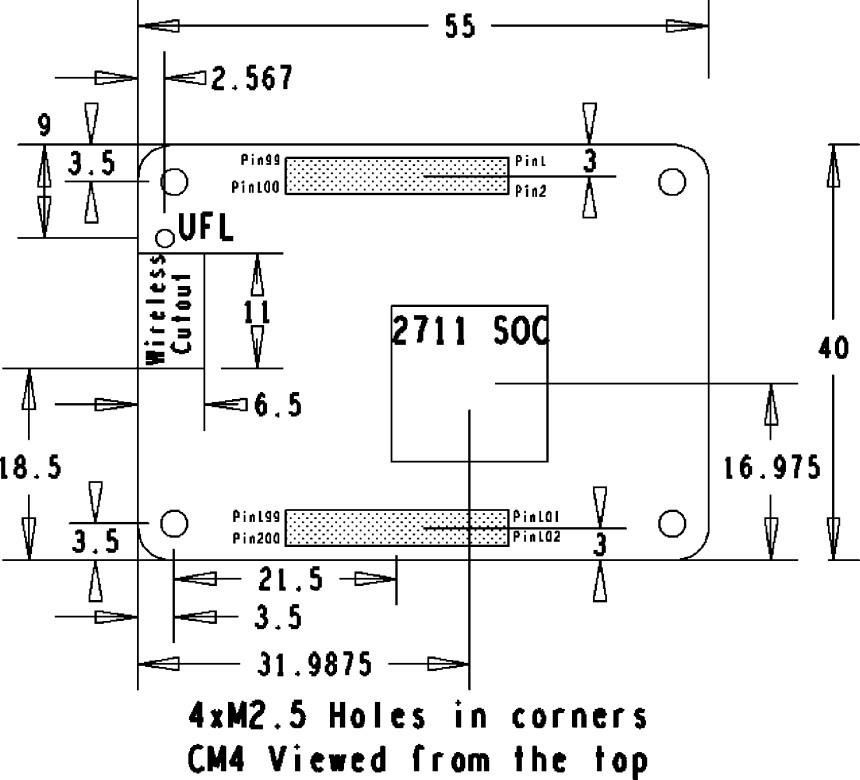 55
2.567
9
3.5
Pin99
Pin1
3
Pin100
Pin2
UFL
Wireless
Cutout
11
2711 SOC
40
6.5
18.5
16.975
Pin199
Pin101
3.5
Pin200
Pin102
3
21.5
3.5
31.9875
4xM2.5 Holes in corners
CM4 Viewed from the top